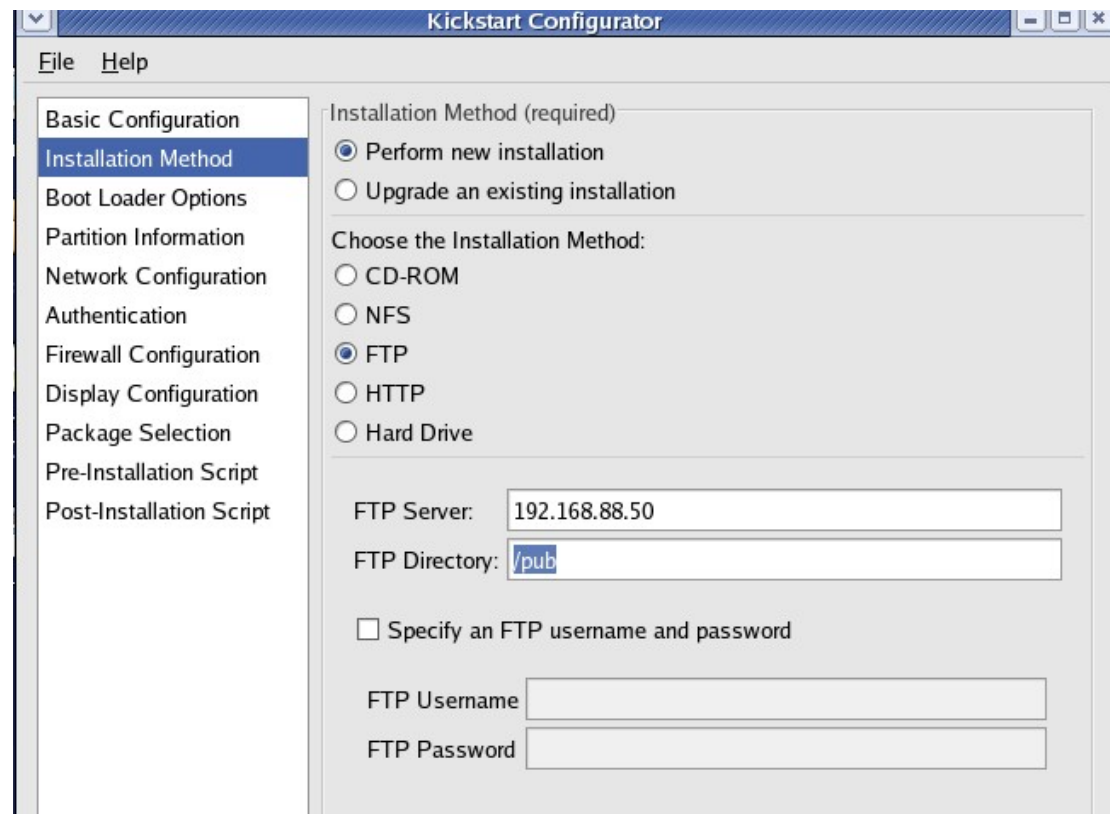 Kickstart Configurator
File Help
Basic Configuration
Installation Method
Boot Loader Options
Partition Information
Network Configuration
Authentication
Firewall Configuration
Display Configuration
Package Selection
Pre-Installation Script
Post-Installation Script
Installation Method (required)
Perform new installation
Upgrade an existing installation
Choose the Installation Method:
CD-ROM
NFS
FTP
HTTP
Hard Drive
FTP Server: 192.168.88.50
FTP Directory: /pub
Specify an FTP username and password
FTP Username
FTP Password